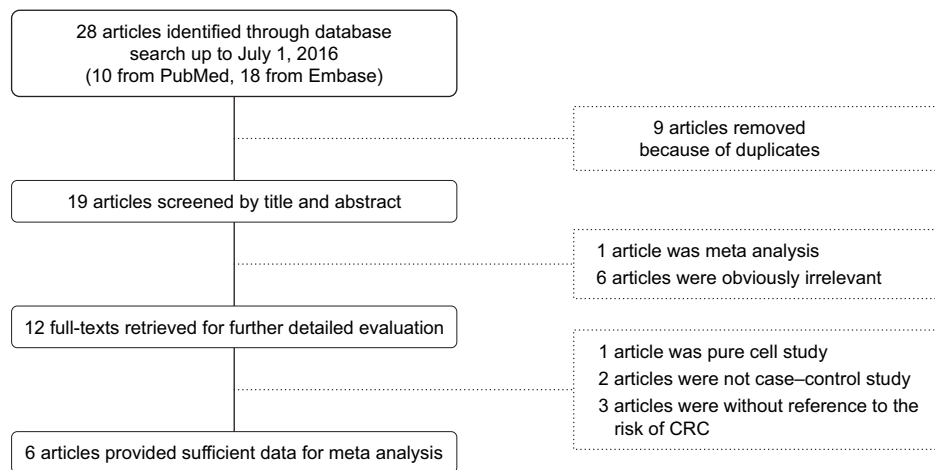 28 articles identified through database
search up to July 1, 2016
(10 from PubMed, 18 from Embase)
9 articles removed
because of duplicates
19 articles screened by title and abstract
1 article was meta analysis
6 articles were obviously irrelevant
12 full-texts retrieved for further detailed evaluation
1 article was pure cell study
2 articles were not case–control study
3 articles were without reference to the
risk of CRC
6 articles provided sufficient data for meta analysis